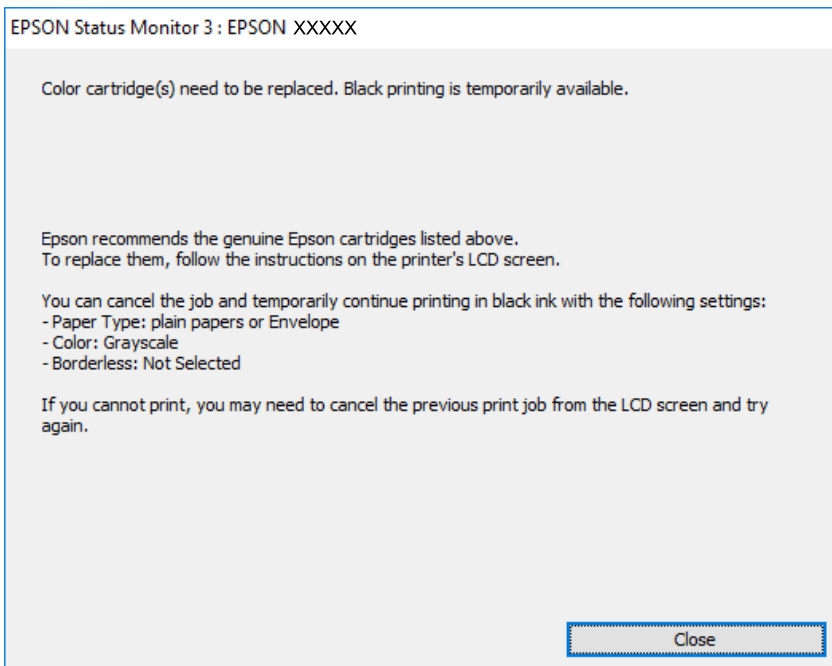 EPSON Status Monitor 3 : EPSON XXXXX
Color cartridge(s) need to be replaced. Black printing is temporarily available.
Epson recommends the genuine Epson cartridges listed above.
To replace them, follow the instructions on the printer's LCD screen.
You can cancel the job and temporarily continue printing in black ink with the following settings:
- Paper Type: plain papers or Envelope
- Color: Grayscale
- Borderless: Not Selected
If you cannot print, you may need to cancel the previous print job from the LCD screen and try
again.
Close